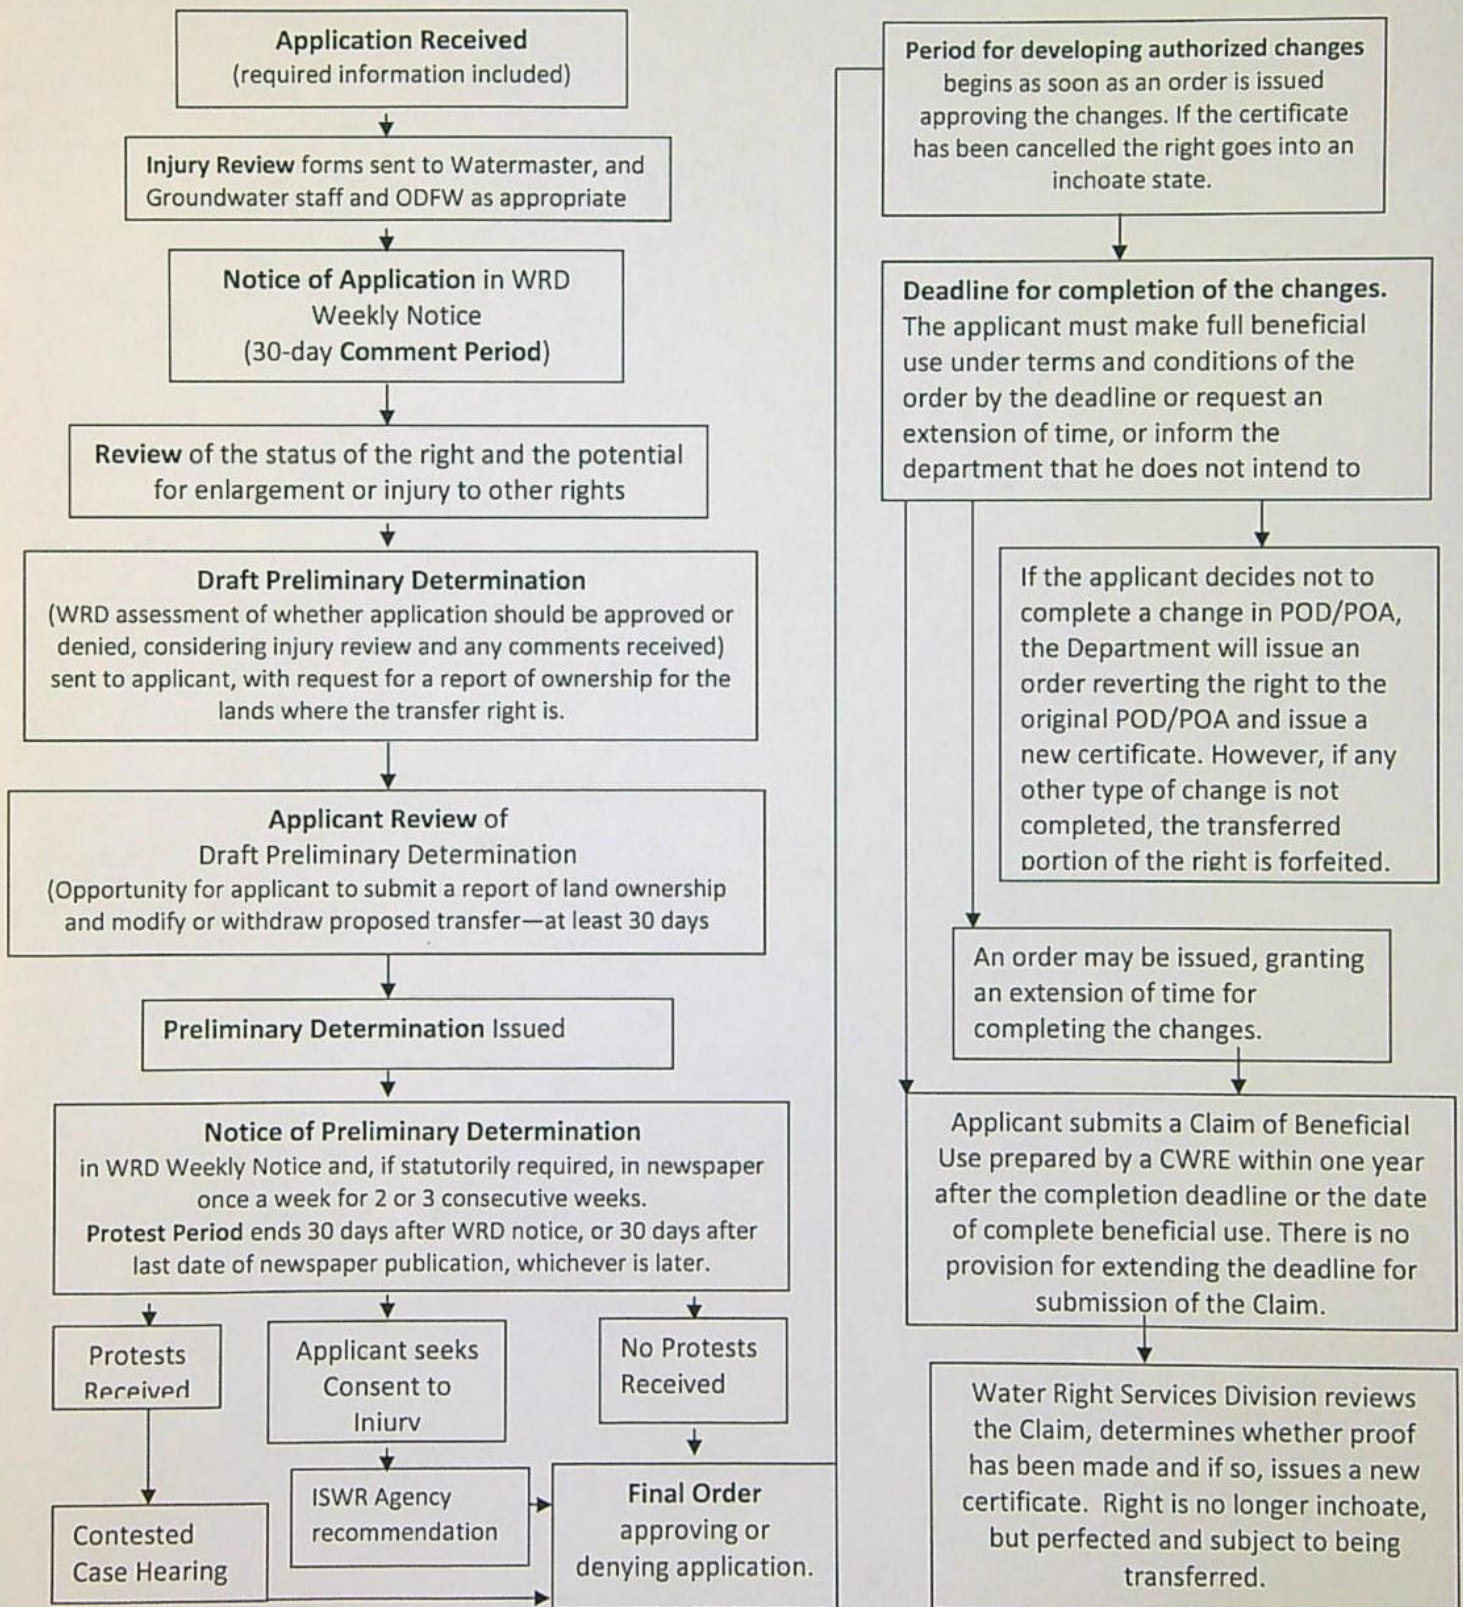 Application Received
(required information included)
Injury Review forms sent to Watermaster, and
Groundwater staff and ODFW as appropriate
Notice of Application in WRD
Weekly Notice
(30-day Comment Period)
Review of the status of the right and the potential
for enlargement or injury to other rights
Draft Preliminary Determination
(WRD assessment of whether application should be approved or
denied, considering injury review and any comments received)
sent to applicant, with request for a report of ownership for the
lands where the transfer right is.
Applicant Review of
Draft Preliminary Determination
(Opportunity for applicant to submit a report of land ownership
and modify or withdraw proposed transfer—at least 30 days
Preliminary Determination Issued
Notice of Preliminary Determination
in WRD Weekly Notice and, if statutorily required, in newspaper
once a week for 2 or 3 consecutive weeks.
Protest Period ends 30 days after WRD notice, or 30 days after
last date of newspaper publication, whichever is later.
Protests
Received
Applicant seeks
Consent to
Injury
No Protests
Received
Contested
Case Hearing
ISWR Agency
recommendation
Final Order
approving or
denying application.
Period for developing authorized changes
begins as soon as an order is issued
approving the changes. If the certificate
has been cancelled the right goes into an
inchoate state.
Deadline for completion of the changes.
The applicant must make full beneficial
use under terms and conditions of the
order by the deadline or request an
extension of time, or inform the
department that he does not intend to
If the applicant decides not to
complete a change in POD/POA,
the Department will issue an
order reverting the right to the
original POD/POA and issue a
new certificate. However, if any
other type of change is not
completed, the transferred
portion of the right is forfeited.
An order may be issued, granting
an extension of time for
completing the changes.
Applicant submits a Claim of Beneficial
Use prepared by a CWRE within one year
after the completion deadline or the date
of complete beneficial use. There is no
provision for extending the deadline for
submission of the Claim.
Water Right Services Division reviews
the Claim, determines whether proof
has been made and if so, issues a new
certificate. Right is no longer inchoate,
but perfected and subject to being
transferred.